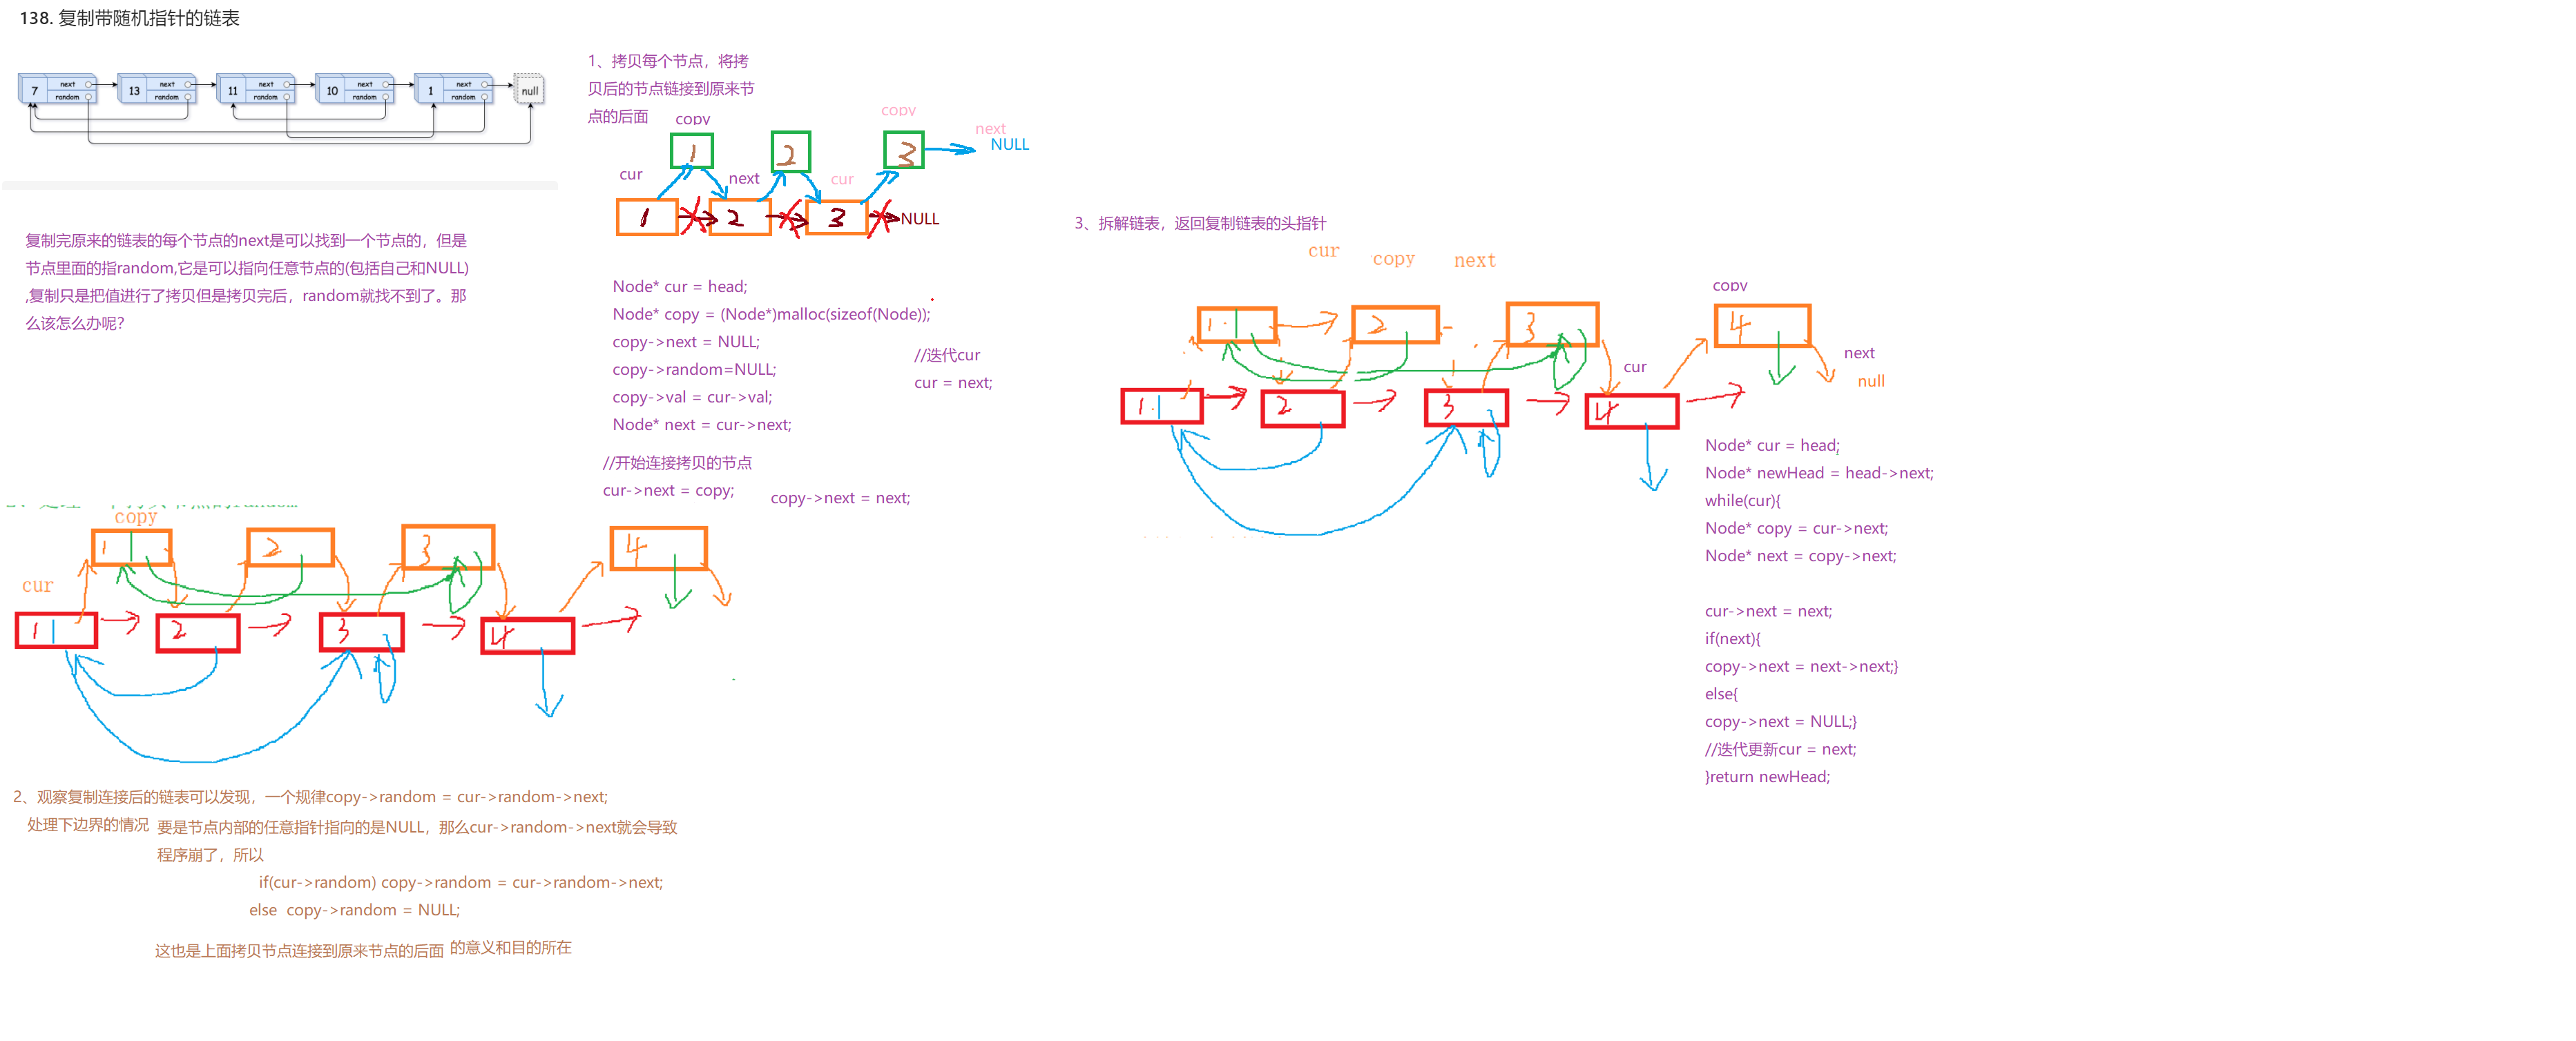 138. 复制带随机指针的链表
7 next random 13 next random 11 next random 10 next random 1 next random null
复制完原来的链表的每个节点的next是可以找到一个节点的，但是
节点里面的指random,它是可以指向任意节点的(包括自己和NULL)
,复制只是把值进行了拷贝但是拷贝完后，random就找不到了。那
么该怎么办呢？
1、拷贝每个节点，将拷
贝后的节点链接到原来节
点的后面
copy
copy
next
NULL
1 2 3
cur
next
cur
1 2 3 NULL
Node* cur = head;
Node* copy = (Node*)malloc(sizeof(Node));
copy->next = NULL;
copy->random=NULL;
copy->val = cur->val;
Node* next = cur->next;
//开始连接拷贝的节点
cur->next = copy;
copy->next = next;
//迭代cur
cur = next;
copy
1 2 3 4
cur
1 2 3 4
2、观察复制连接后的链表可以发现，一个规律copy->random = cur->random->next;
处理下边界的情况
要是节点内部的任意指针指向的是NULL，那么cur->random->next就会导致
程序崩了，所以
if(cur->random) copy->random = cur->random->next;
else copy->random = NULL;
这也是上面拷贝节点连接到原来节点的后面
的意义和目的所在
3、拆解链表，返回复制链表的头指针
cur copy next
copy
1 2 3 4
next
null
cur
1 2 3 4
Node* cur = head;
Node* newHead = head->next;
while(cur){
Node* copy = cur->next;
Node* next = copy->next;
cur->next = next;
if(next){
copy->next = next->next;}
else{
copy->next = NULL;}
//迭代更新cur = next;
}return newHead;